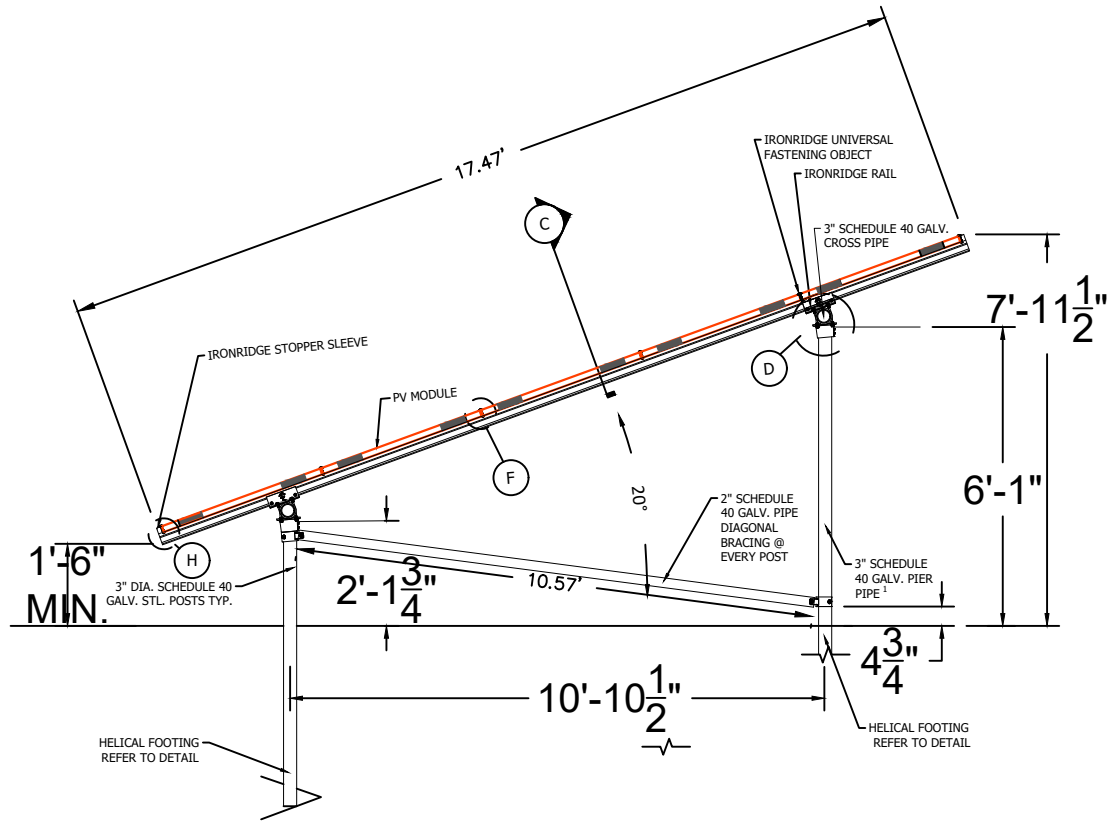 17.47'
IRONRIDGE UNIVERSAL
FASTENING OBJECT
IRONRIDGE RAIL
C
3" SCHEDULE 40 GALV.
CROSS PIPE
7'-11 1/2"
IRONRIDGE STOPPER SLEEVE
D
PV MODULE
F
20°
2" SCHEDULE
40 GALV. PIPE
DIAGONAL
BRACING @
EVERY POST
6'-1"
H
1'-6"
MIN.
3" DIA. SCHEDULE 40
GALV. STL. POSTS TYP.
2'-1 3/4"
10.57'
3" SCHEDULE
40 GALV. PIER
PIPE ¹
4 3/4"
10'-10 1/2"
HELICAL FOOTING
REFER TO DETAIL
HELICAL FOOTING
REFER TO DETAIL